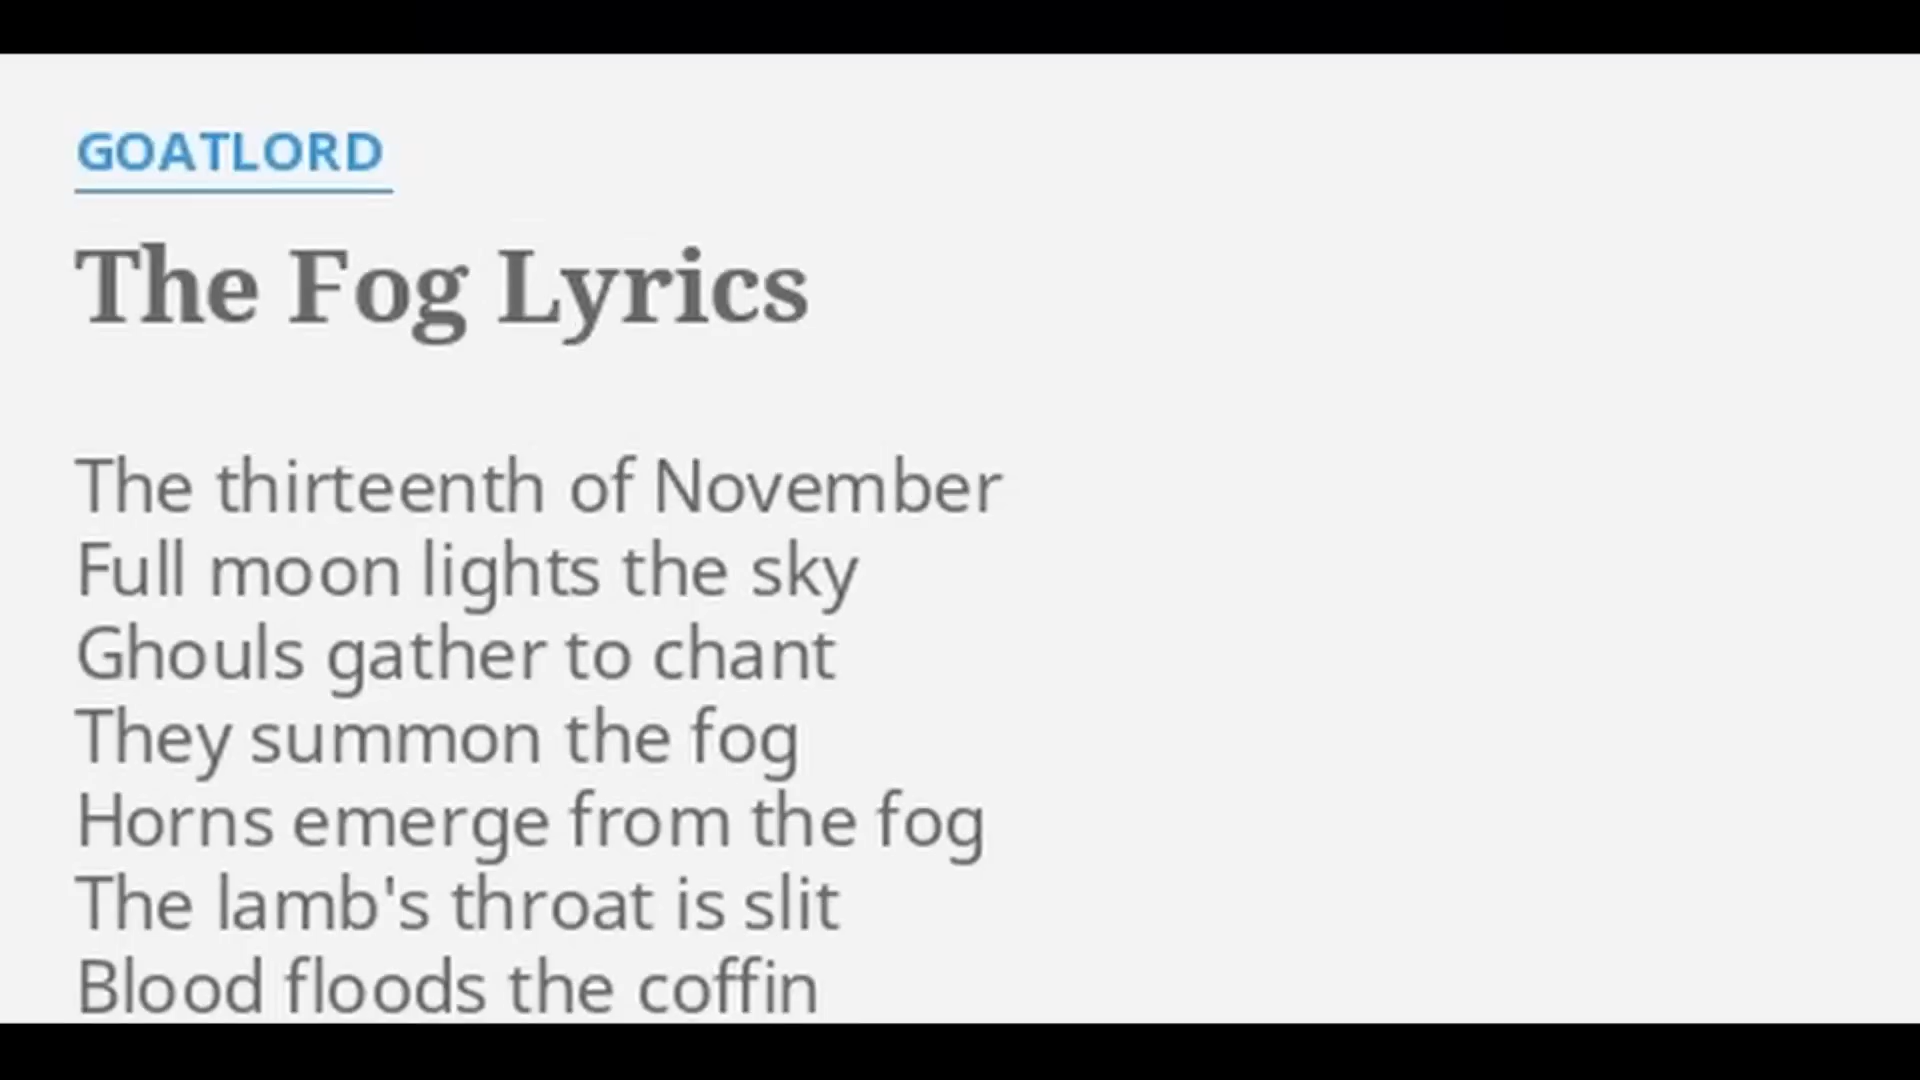 GOATLORD
The Fog Lyrics
The thirteenth of November
Full moon lights the sky
Ghouls gather to chant
They summon the fog
Horns emerge from the fog
The lamb's throat is slit
Blood floods the coffin